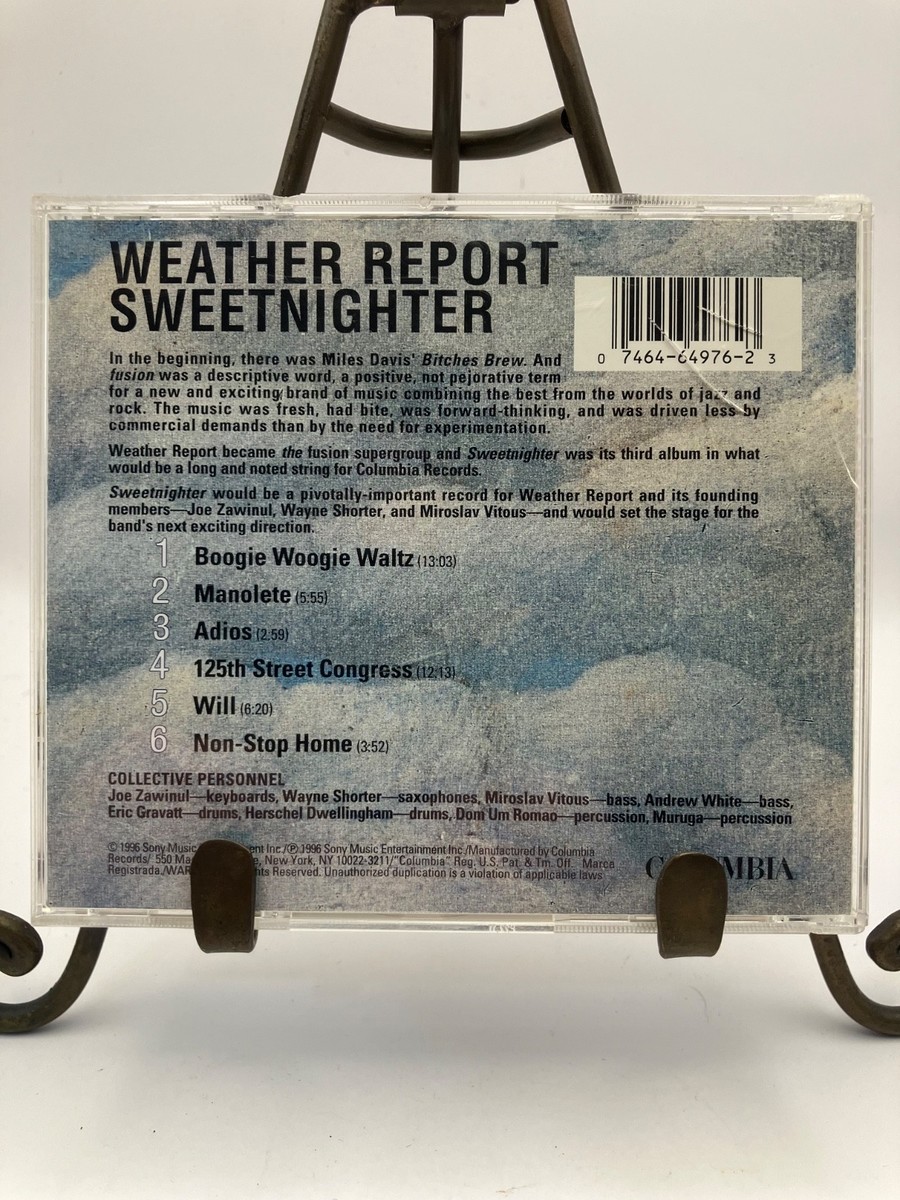 WEATHER REPORT
SWEETNIGHTER
0 7464-64976-2 3
In the beginning, there was Miles Davis' Bitches Brew. And
fusion was a descriptive word, a positive, not pejorative term
for a new and exciting brand of music combining the best from the worlds of jazz and
rock. The music was fresh, had bite, was forward-thinking, and was driven less by
commercial demands than by the need for experimentation.
Weather Report became the fusion supergroup and Sweetnighter was its third album in what
would be a long and noted string for Columbia Records.
Sweetnighter would be a pivotally-important record for Weather Report and its founding
members—Joe Zawinul, Wayne Shorter, and Miroslav Vitous—and would set the stage for the
band's next exciting direction.
1 Boogie Woogie Waltz (13:03)
2 Manolete (5:55)
3 Adios (2:59)
4 125th Street Congress (12:13)
5 Will (6:20)
6 Non-Stop Home (3:52)
COLLECTIVE PERSONNEL
Joe Zawinul—keyboards, Wayne Shorter—saxophones, Miroslav Vitous—bass, Andrew White—bass,
Eric Gravatt—drums, Herschel Dwellingham—drums, Dom Um Romao—percussion, Muruga—percussion
© 1996 Sony Music Inc./℗ 1996 Sony Music Entertainment Inc./Manufactured by Columbia
Records/ 550 New York, NY 10022-3211/"Columbia" Reg. U.S. Pat. & Tm. Off. Marca
Registrada./ Reserved. Unauthorized duplication is a violation of applicable laws